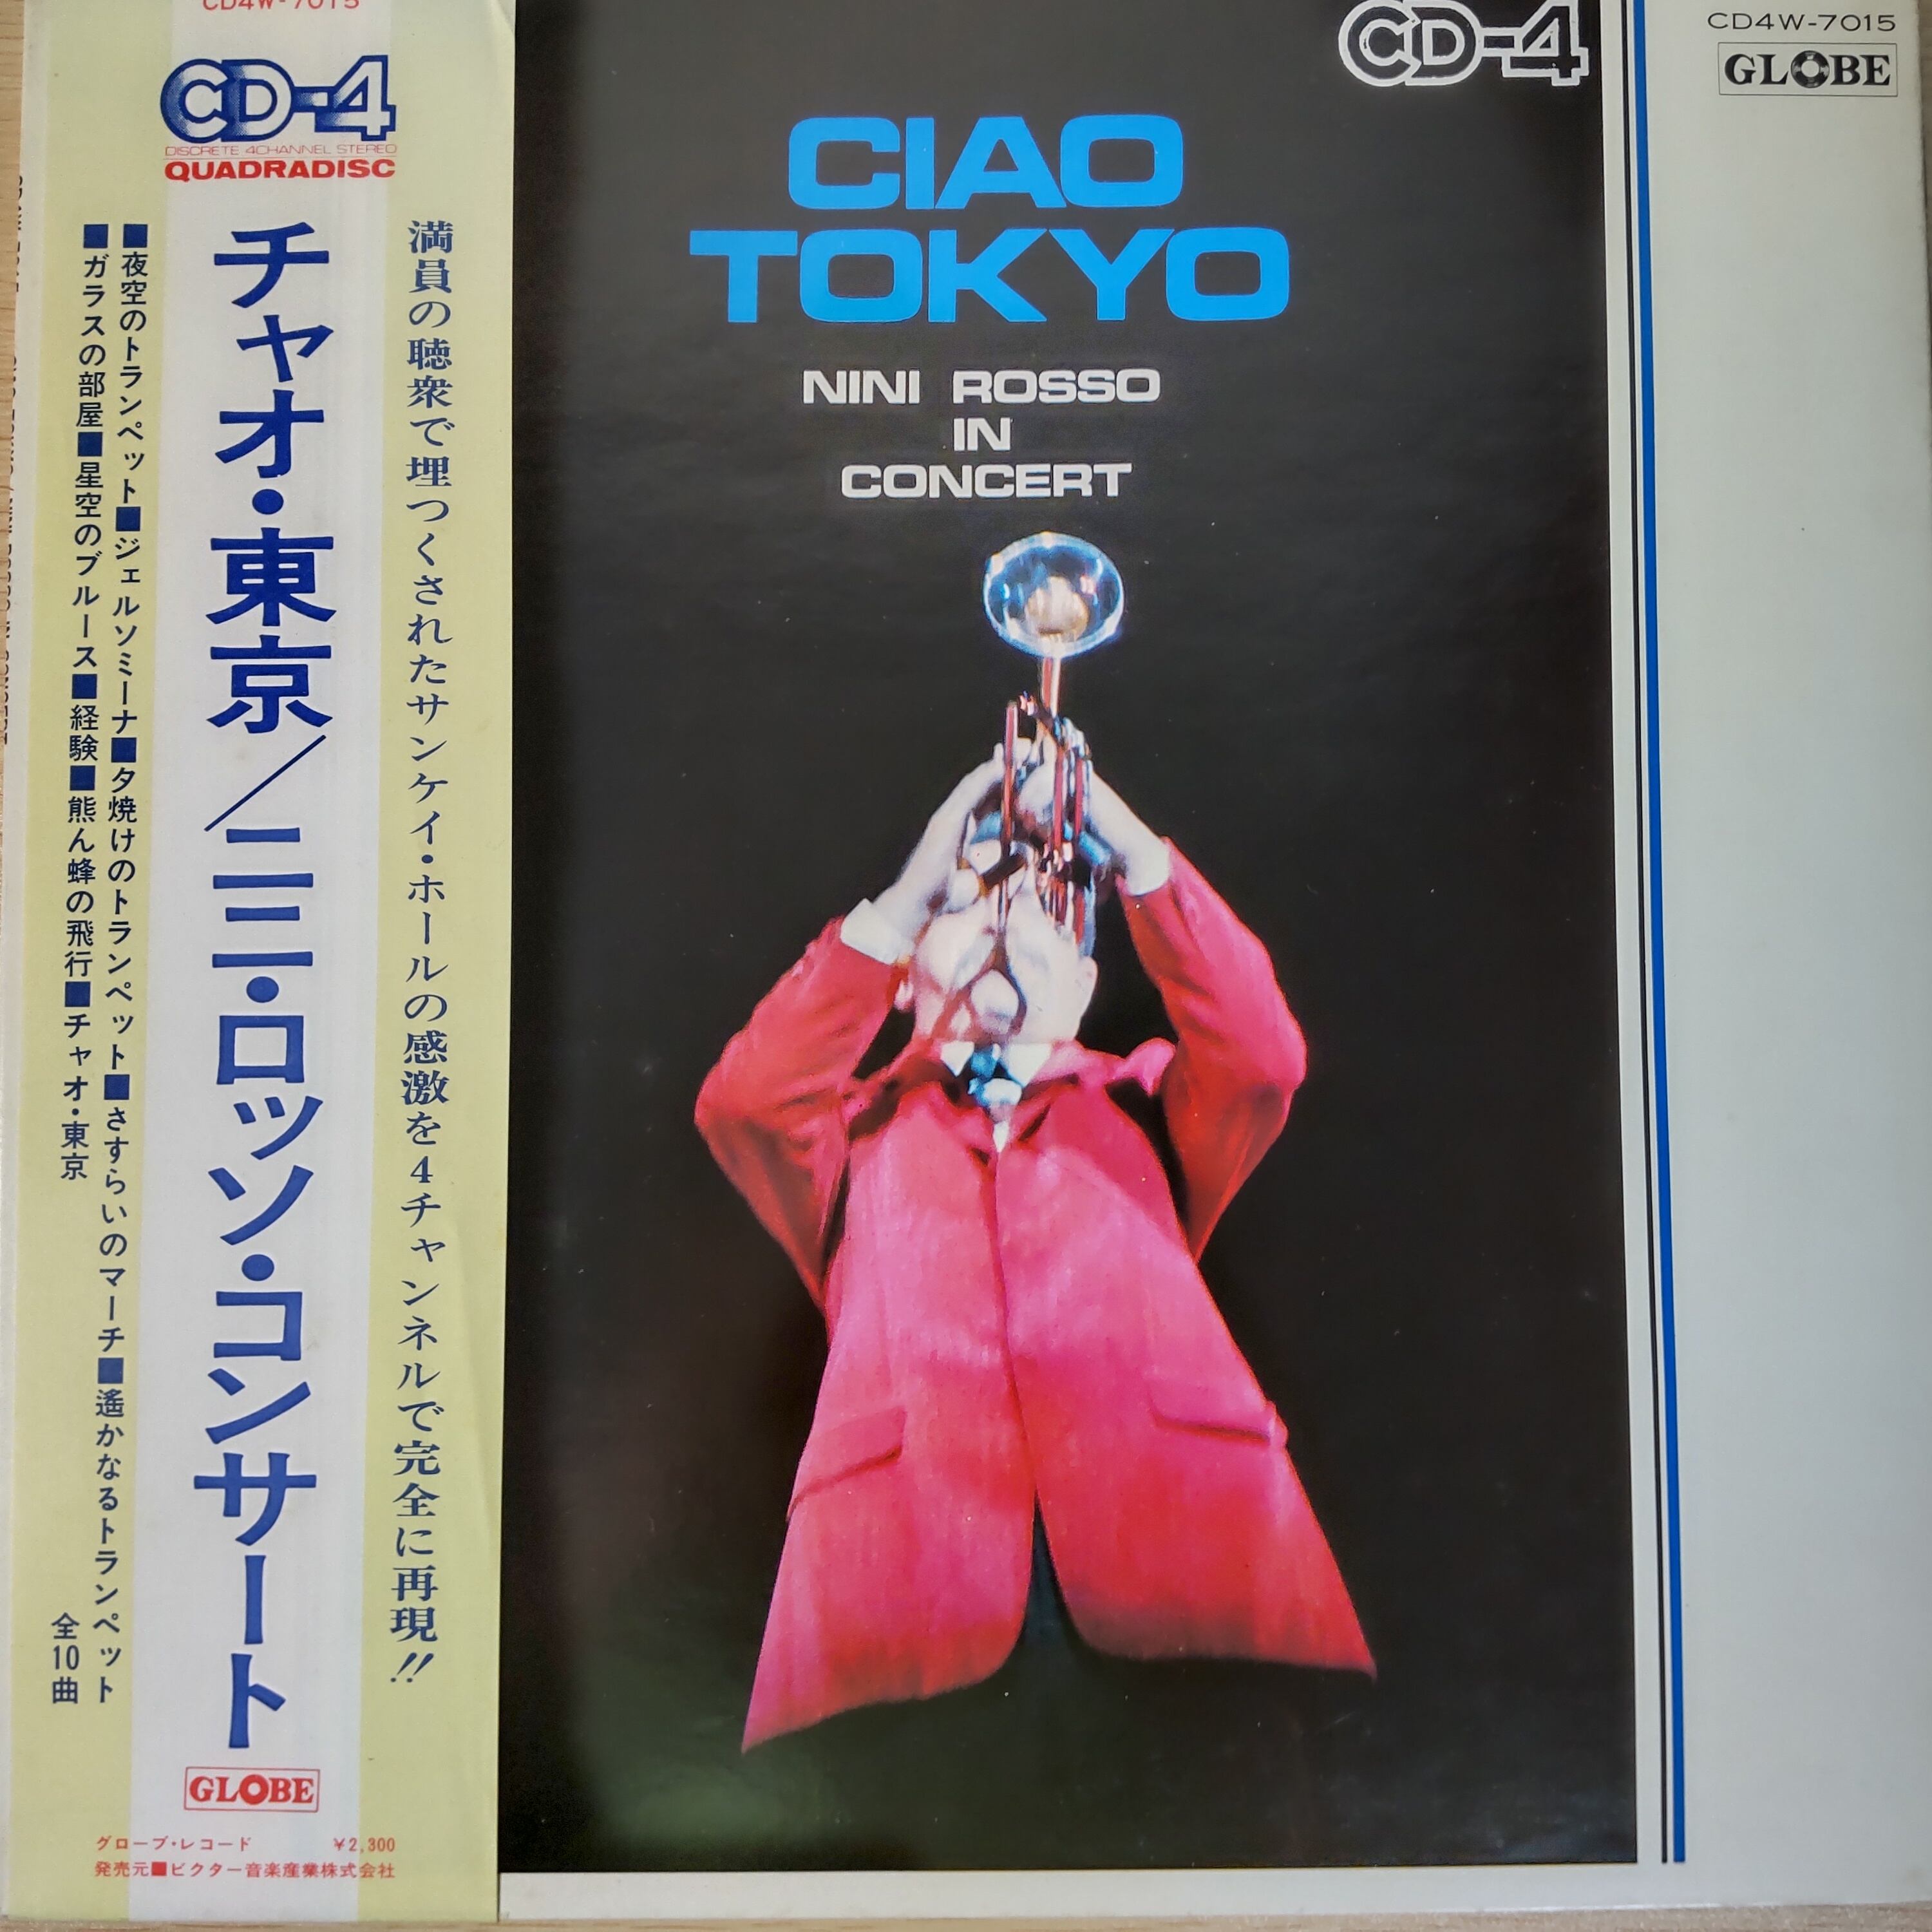 CD4W-7015
CD-4
DISCRETE 4CHANNEL STEREO
QUADRADISC
満員の聴衆で埋つくされたサンケイ・ホールの感激を4チャンネルで完全に再現!!
チャオ・東京/ニニ・ロッソ・コンサート
■夜空のトランペット■ジェルソミーナ■夕焼けのトランペット■さすらいのマーチ■遙かなるトランペット
■ガラスの部屋■星空のブルース■経験■熊ん蜂の飛行■チャオ・東京
全10曲
GLOBE
グローブ・レコード ¥2,300
発売元■ビクター音楽産業株式会社
CD-4
CIAO
TOKYO
NINI ROSSO
IN
CONCERT
CD4W-7015
GLOBE